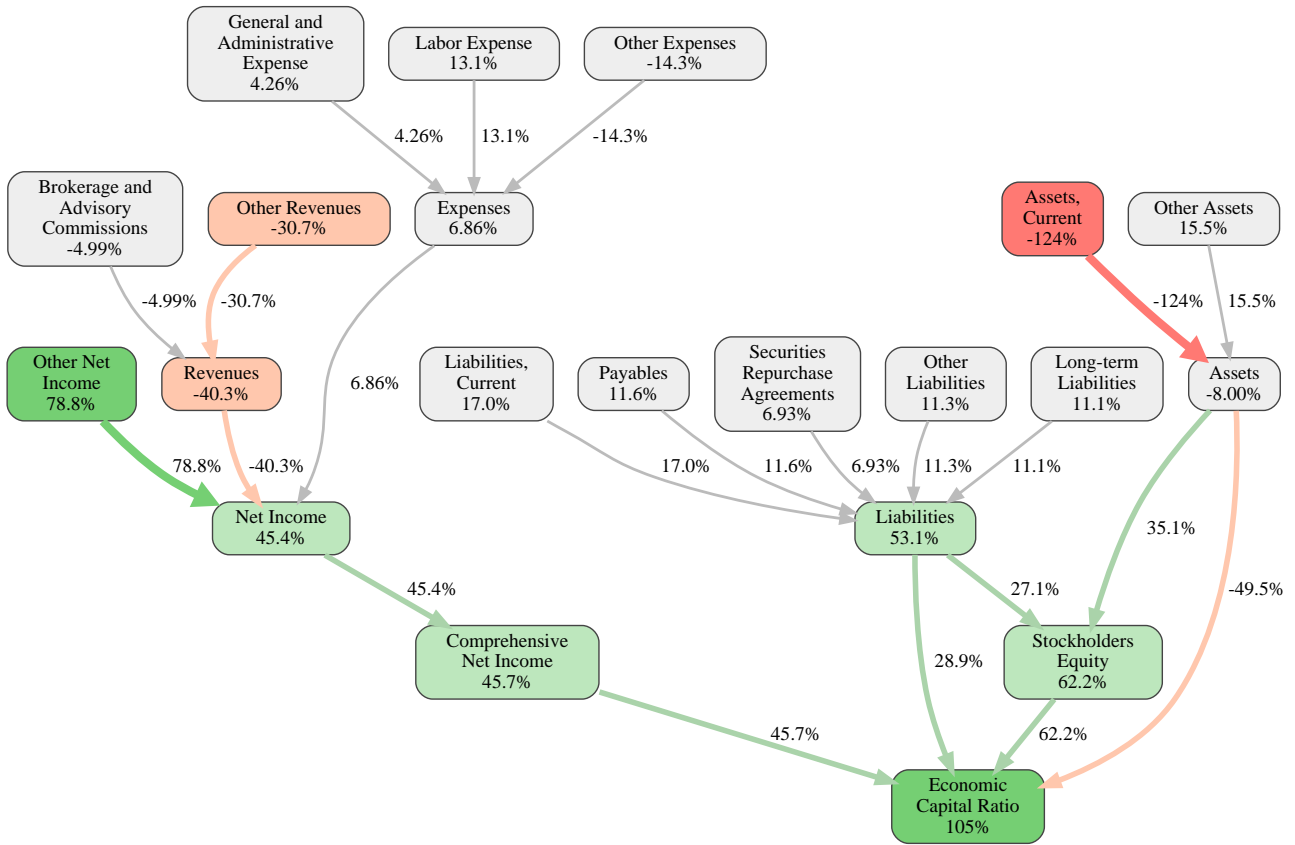 General and
Administrative
Expense
4.26%
Labor Expense
13.1%
Other Expenses
-14.3%
4.26%
13.1%
-14.3%
Brokerage and
Advisory
Commissions
-4.99%
Other Revenues
-30.7%
Expenses
6.86%
Assets,
Current
-124%
Other Assets
15.5%
-4.99%
-30.7%
-124%
15.5%
Other Net
Income
78.8%
Revenues
-40.3%
6.86%
Liabilities,
Current
17.0%
Payables
11.6%
Securities
Repurchase
Agreements
6.93%
Other
Liabilities
11.3%
Long-term
Liabilities
11.1%
Assets
-8.00%
78.8%
-40.3%
17.0%
11.6%
6.93%
11.3%
11.1%
Net Income
45.4%
Liabilities
53.1%
35.1%
45.4%
27.1%
-49.5%
Comprehensive
Net Income
45.7%
28.9%
Stockholders
Equity
62.2%
45.7%
62.2%
Economic
Capital Ratio
105%